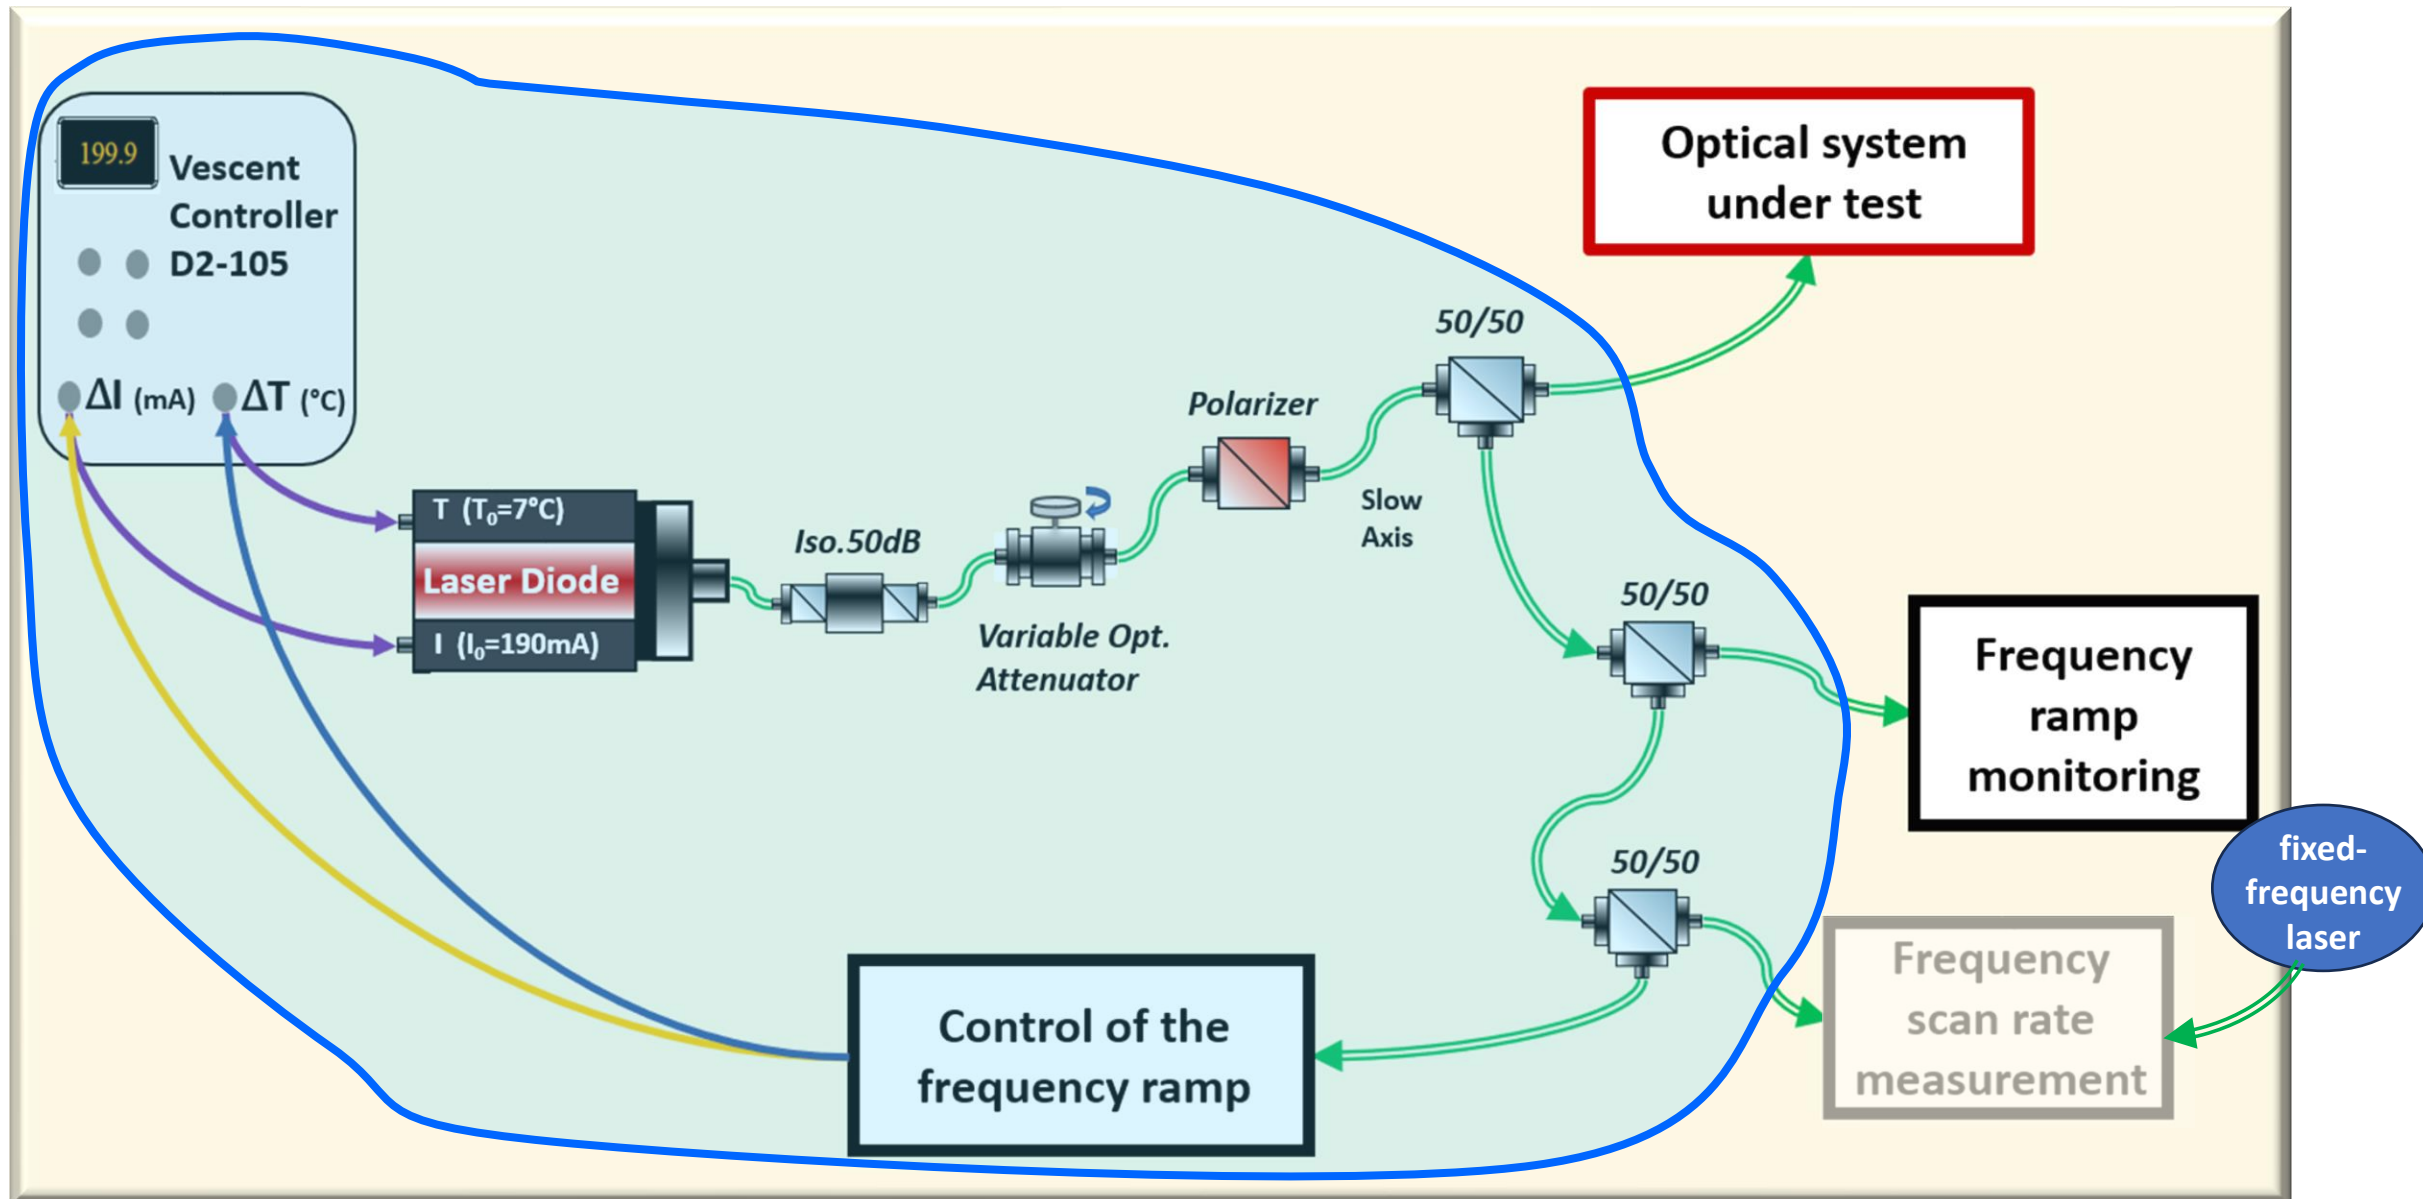 199.9
Vescent
Controller
D2-105
ΔI (mA)
ΔT (°C)
T (T₀=7°C)
Laser Diode
I (I₀=190mA)
Iso.50dB
Variable Opt.
Attenuator
Polarizer
Slow
Axis
50/50
Optical system
under test
50/50
Frequency
ramp
monitoring
50/50
fixed-
frequency
laser
Frequency
scan rate
measurement
Control of the
frequency ramp